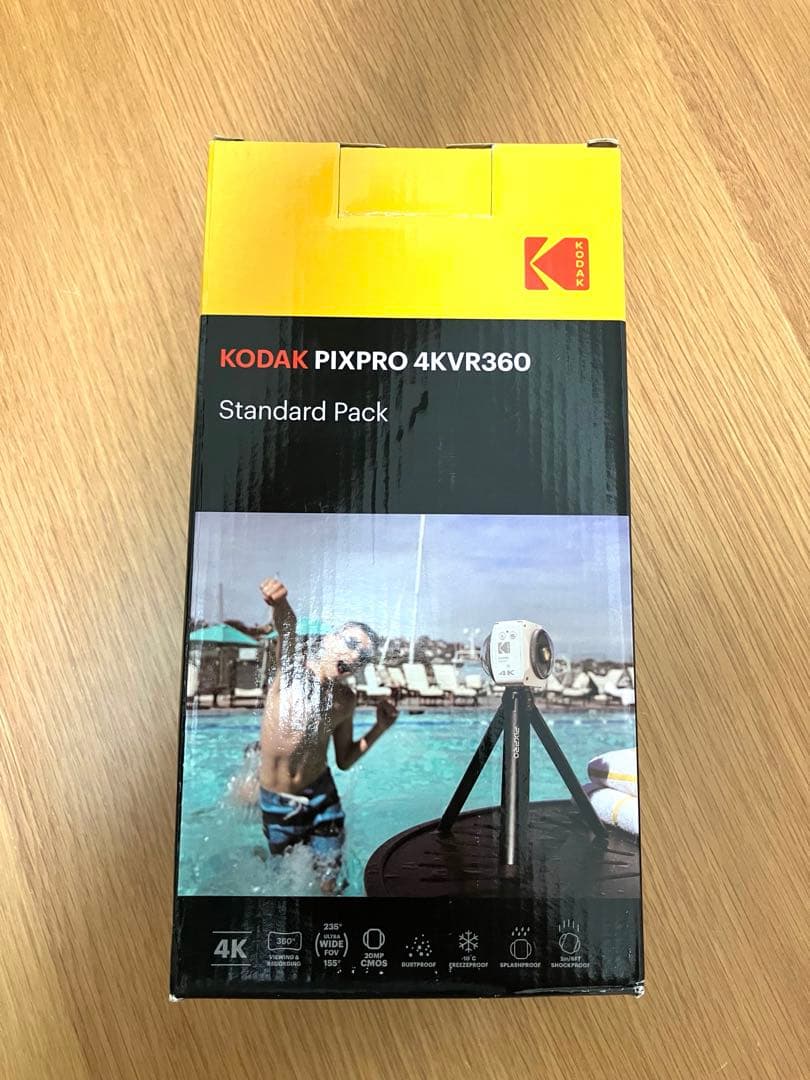 KODAK
KODAK PIXPRO 4KVR360
Standard Pack
4K
PIXPRO
4K
360°
VIEWING &
RECORDING
235°
ULTRA
WIDE
FOV
155°
20MP
CMOS
DUSTPROOF
-10°C
FREEZEPROOF
SPLASHPROOF
2m/6FT
SHOCKPROOF